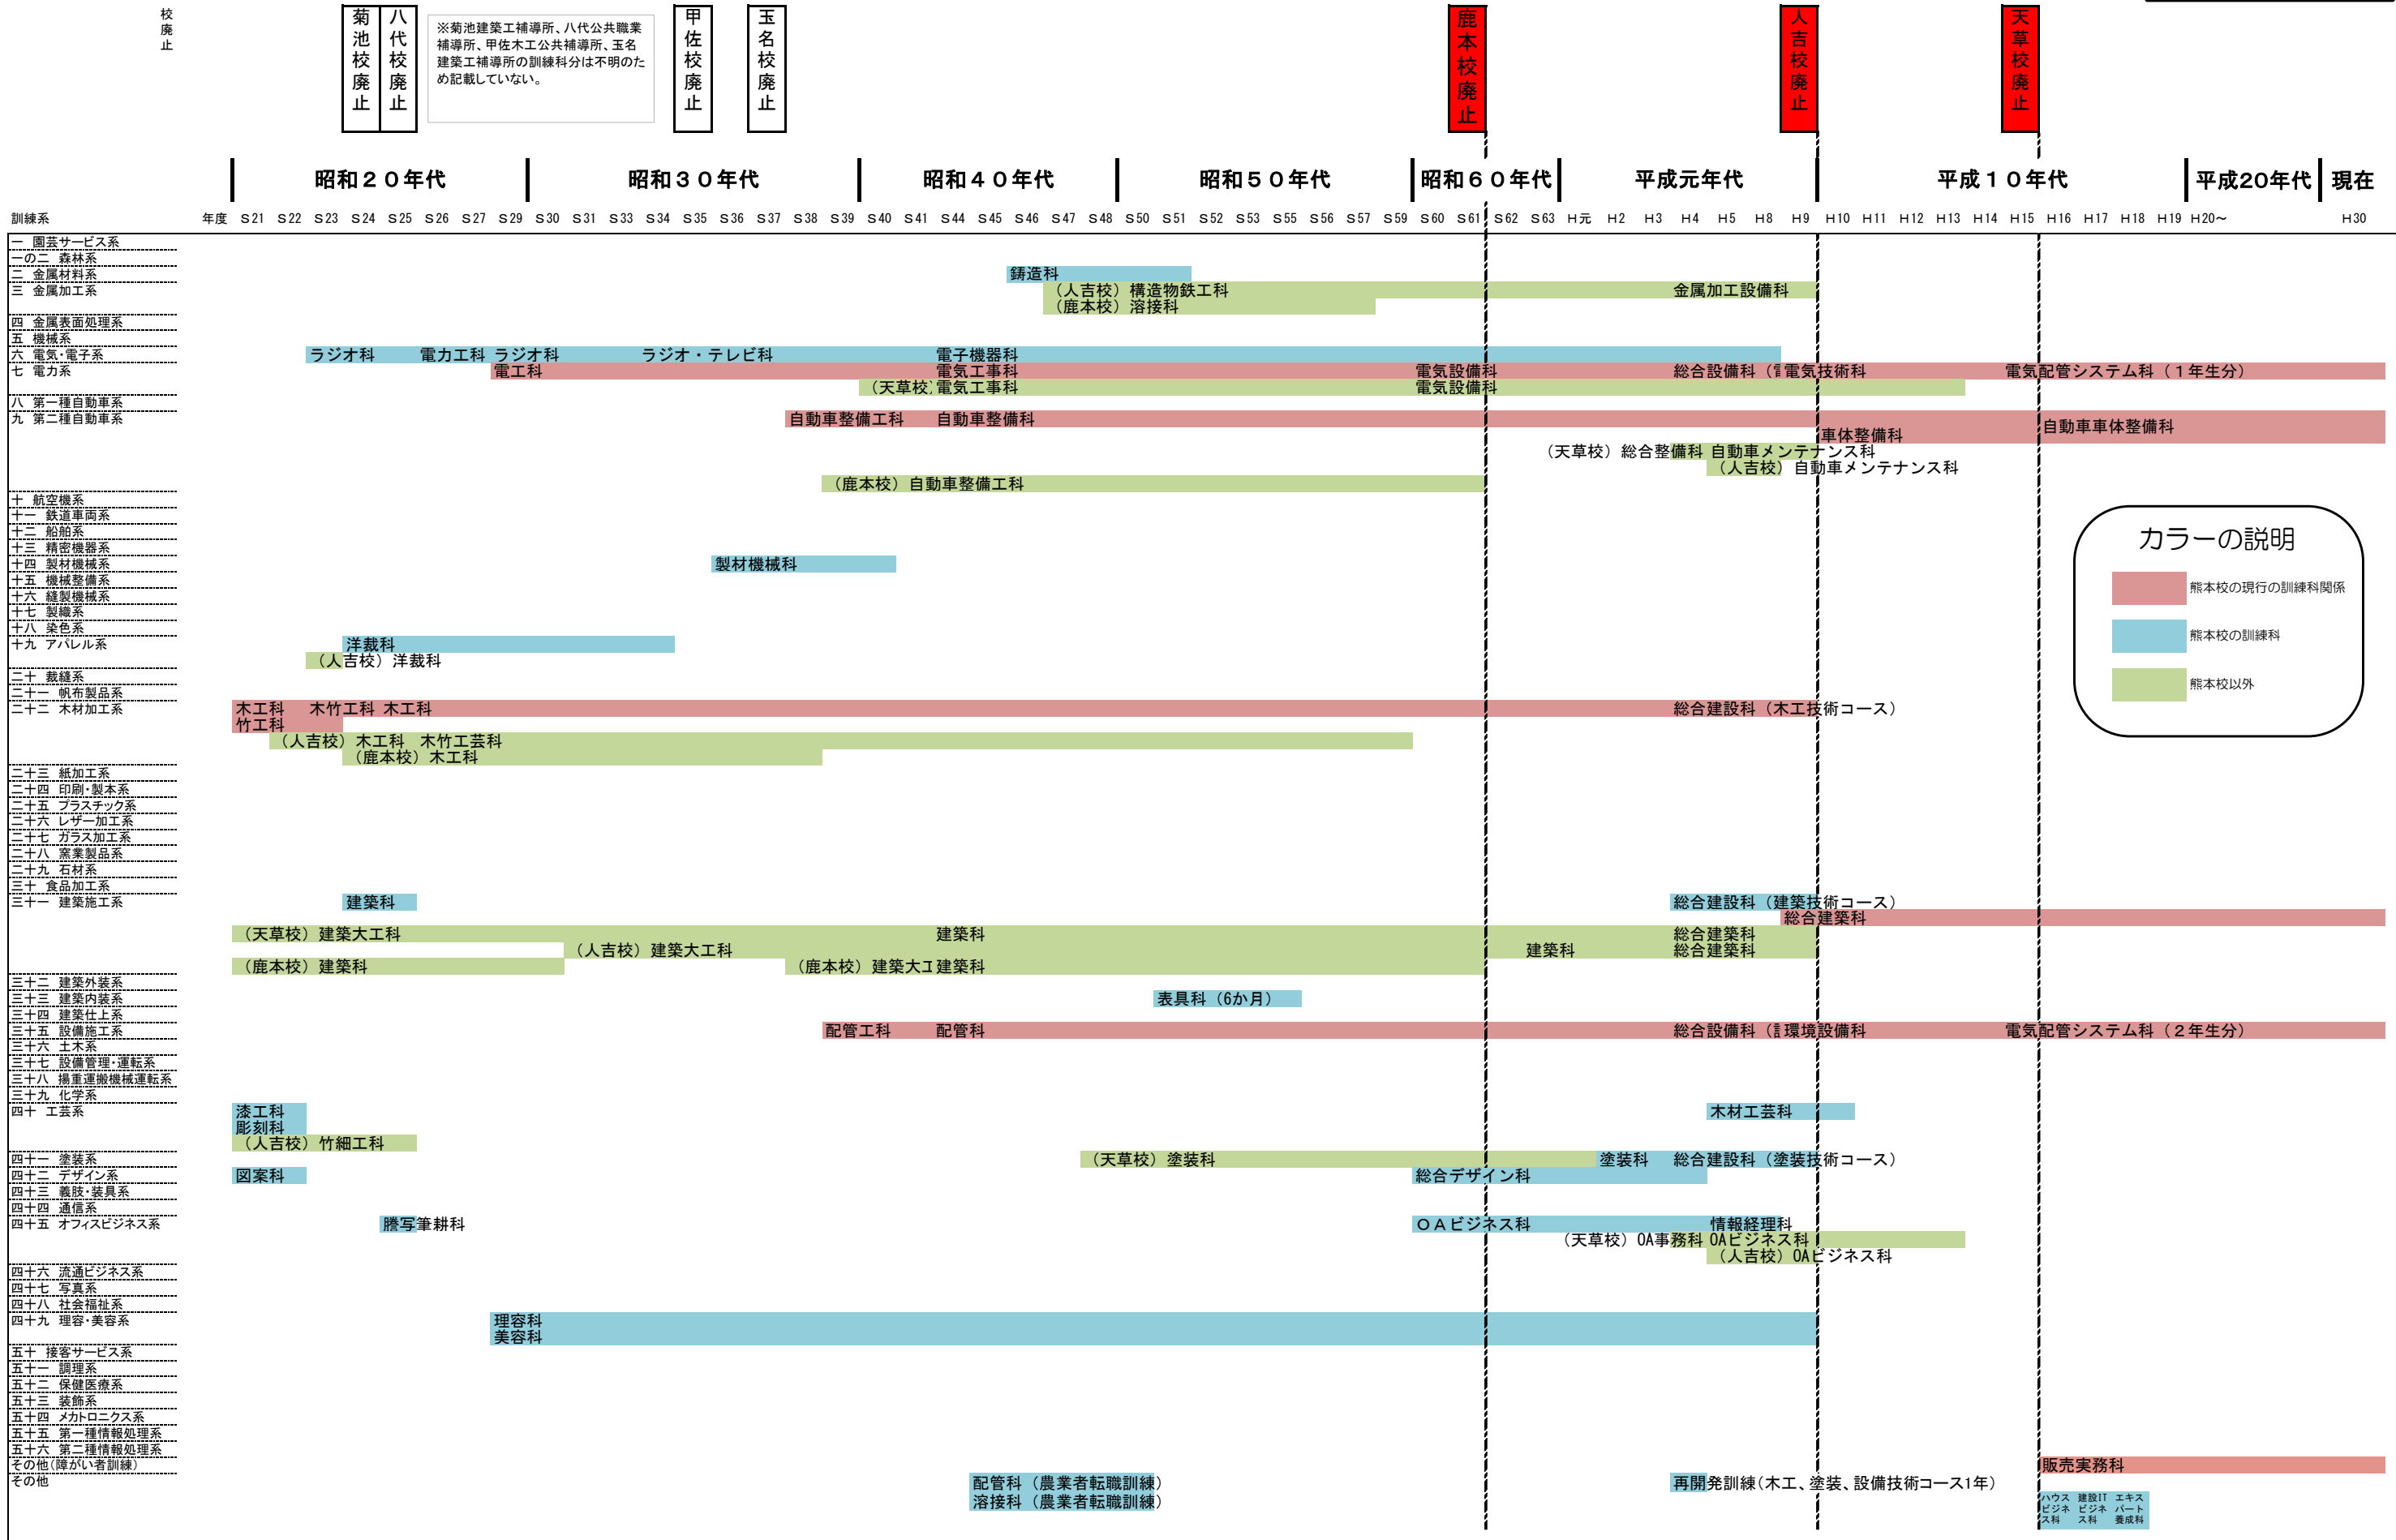 校廃止
菊池校廃止
八代校廃止
※菊池建築工補導所、八代公共職業
補導所、甲佐木工公共補導所、玉名
建築工補導所の訓練科分は不明のた
め記載していない。
甲佐校廃止
玉名校廃止
鹿本校廃止
人吉校廃止
天草校廃止
昭和20年代 昭和30年代 昭和40年代 昭和50年代 昭和60年代 平成元年代 平成10年代 平成20年代 現在
訓練系 年度 S21 S22 S23 S24 S25 S26 S27 S29 S30 S31 S33 S34 S35 S36 S37 S38 S39 S40 S41 S44 S45 S46 S47 S48 S50 S51 S52 S53 S55 S56 S57 S59 S60 S61 S62 S63 H元 H2 H3 H4 H5 H8 H9 H10 H11 H12 H13 H14 H15 H16 H17 H18 H19 H20～ H30
一 園芸サービス系
一の二 森林系
二 金属材料系 鋳造科
三 金属加工系 （人吉校）構造物鉄工科 金属加工設備科
（鹿本校）溶接科
四 金属表面処理系
五 機械系
六 電気・電子系 ラジオ科 電力工科 ラジオ科 ラジオ・テレビ科 電子機器科
七 電力系 電工科 電気工事科 電気設備科 総合設備科（ 電気技術科 電気配管システム科（１年生分）
（天草校） 電気工事科 電気設備科
八 第一種自動車系
九 第二種自動車系 自動車整備工科 自動車整備科 自動車車体整備科
車体整備科
（天草校）総合整備科 自動車メンテナンス科
（人吉校）自動車メンテナンス科
（鹿本校）自動車整備工科
十 航空機系
十一 鉄道車両系
十二 船舶系
十三 精密機器系
十四 製材機械系 製材機械科
十五 機械整備系
十六 縫製機械系
十七 製織系
十八 染色系
十九 アパレル系 洋裁科
（人吉校）洋裁科
二十 裁縫系
二十一 帆布製品系
二十二 木材加工系 木工科 木竹工科 木工科 総合建設科（木工技術コース）
竹工科
（人吉校）木工科 木竹工芸科
（鹿本校）木工科
二十三 紙加工系
二十四 印刷・製本系
二十五 プラスチック系
二十六 レザー加工系
二十七 ガラス加工系
二十八 窯業製品系
二十九 石材系
三十 食品加工系
三十一 建築施工系 建築科 総合建設科（建築技術コース）
総合建築科
（天草校）建築大工科 建築科 総合建築科
（人吉校）建築大工科 建築科 総合建築科
（鹿本校）建築科 （鹿本校）建築大工 建築科
三十二 建築外装系
三十三 建築内装系 表具科（6か月）
三十四 建築仕上系
三十五 設備施工系 配管工科 配管科 総合設備科（ 環境設備科 電気配管システム科（２年生分）
三十六 土木系
三十七 設備管理・運転系
三十八 揚重運搬機械運転系
三十九 化学系
四十 工芸系 漆工科 木材工芸科
彫刻科
（人吉校）竹細工科
四十一 塗装系 （天草校）塗装科 塗装科 総合建設科（塗装技術コース）
四十二 デザイン系 図案科 総合デザイン科
四十三 義肢・装具系
四十四 通信系
四十五 オフィスビジネス系 謄写筆耕科 ＯＡビジネス科 情報経理科
（天草校）OA事務科 OAビジネス科
（人吉校）OAビジネス科
四十六 流通ビジネス系
四十七 写真系
四十八 社会福祉系
四十九 理容・美容系 理容科
美容科
五十 接客サービス系
五十一 調理系
五十二 保健医療系
五十三 装飾系
五十四 メカトロニクス系
五十五 第一種情報処理系
五十六 第二種情報処理系
その他（障がい者訓練） 販売実務科
その他 配管科（農業者転職訓練） 再開発訓練（木工、塗装、設備技術コース1年）
溶接科（農業者転職訓練）
ハウスビジネス科
建設ITビジネス科
エキスパート養成科
カラーの説明
熊本校の現行の訓練科関係
熊本校の訓練科
熊本校以外